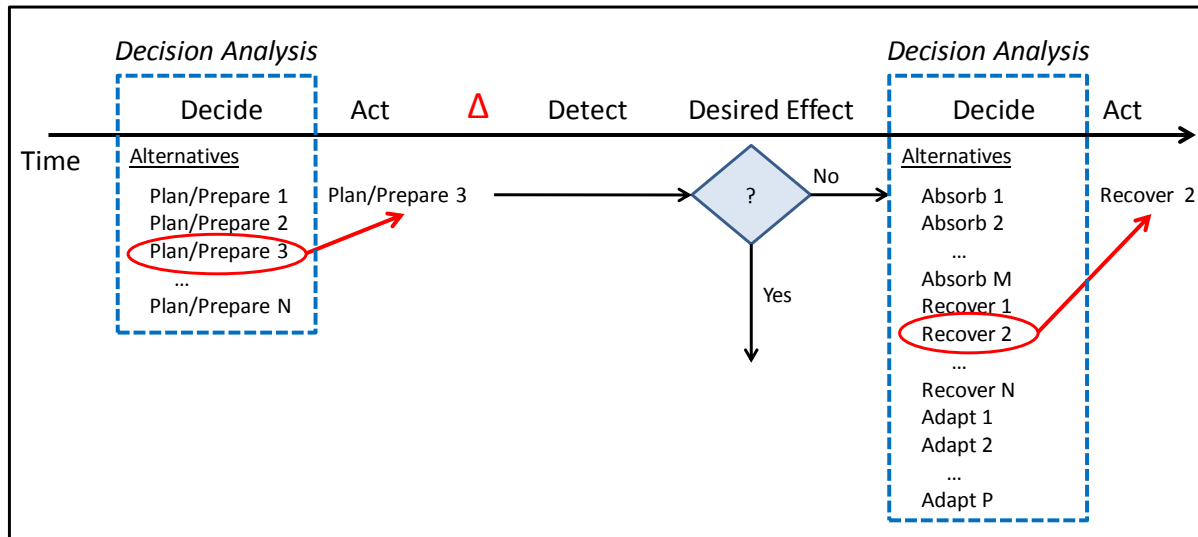 Decision Analysis
Decision Analysis
Decide
Act
Δ
Detect
Desired Effect
Decide
Act
Time
Alternatives
Plan/Prepare 1
Plan/Prepare 2
Plan/Prepare 3
...
Plan/Prepare N
Plan/Prepare 3
?
No
Yes
Alternatives
Absorb 1
Absorb 2
...
Absorb M
Recover 1
Recover 2
...
Recover N
Adapt 1
Adapt 2
...
Adapt P
Recover 2